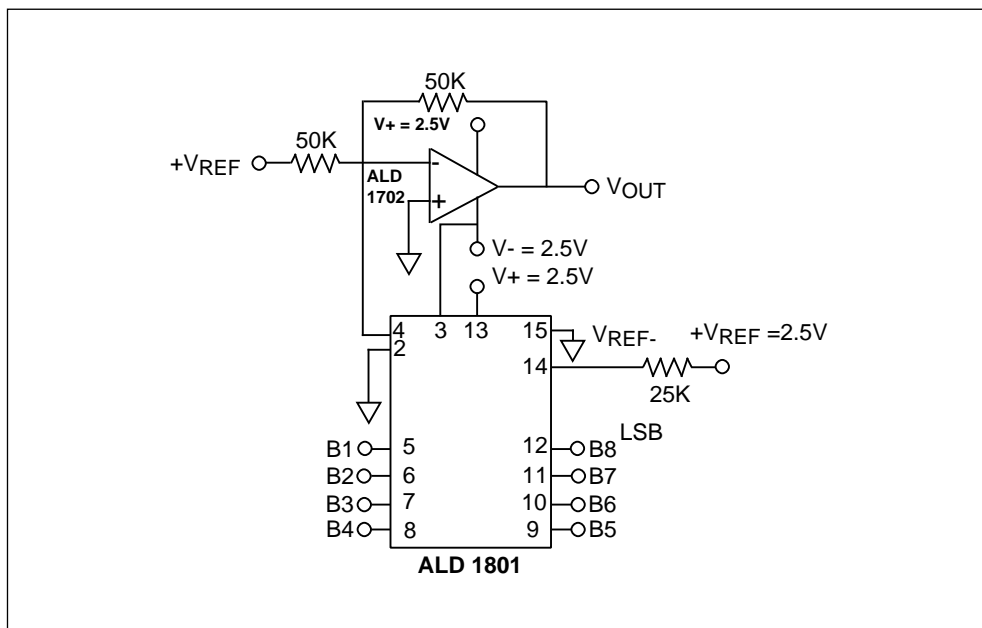 50K
V+ = 2.5V
50K
+VREF
-
ALD
1702
+
VOUT
V- = 2.5V
V+ = 2.5V
4
3
13
15
2
VREF-
+VREF =2.5V
14
25K
LSB
B1
5
12
B8
B2
6
11
B7
B3
7
10
B6
B4
8
9
B5
ALD 1801